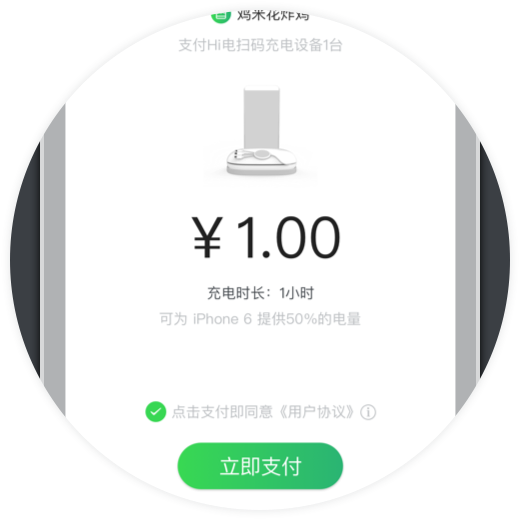 鸡米花炸鸡
支付Hi电扫码充电设备1台
￥1.00
充电时长：1小时
可为 iPhone 6 提供50%的电量
点击支付即同意《用户协议》
立即支付